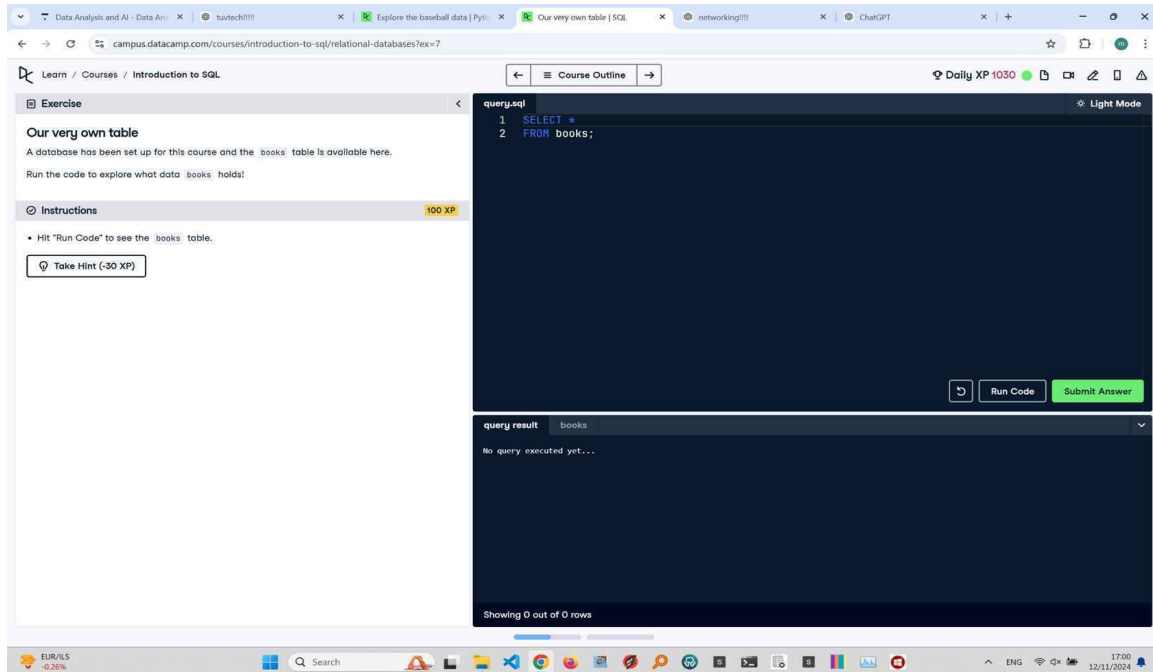 Data Analysis and AI - Data Ana
tuvtech!!!!!
Explore the baseball data | Pyth
Our very own table | SQL
networking!!!!
ChatGPT
campus.datacamp.com/courses/introduction-to-sql/relational-databases?ex=7
m
Learn / Courses / Introduction to SQL
Course Outline
Daily XP 1030
Exercise
Our very own table
A database has been set up for this course and the books table is available here.
Run the code to explore what data books holds!
Instructions
100 XP
• Hit "Run Code" to see the books table.
Take Hint (-30 XP)
query.sql
Light Mode
1 SELECT *
2 FROM books;
Run Code
Submit Answer
query result
books
No query executed yet...
Showing 0 out of 0 rows
EUR/ILS
-0.26%
Search
ENG
17:00
12/11/2024